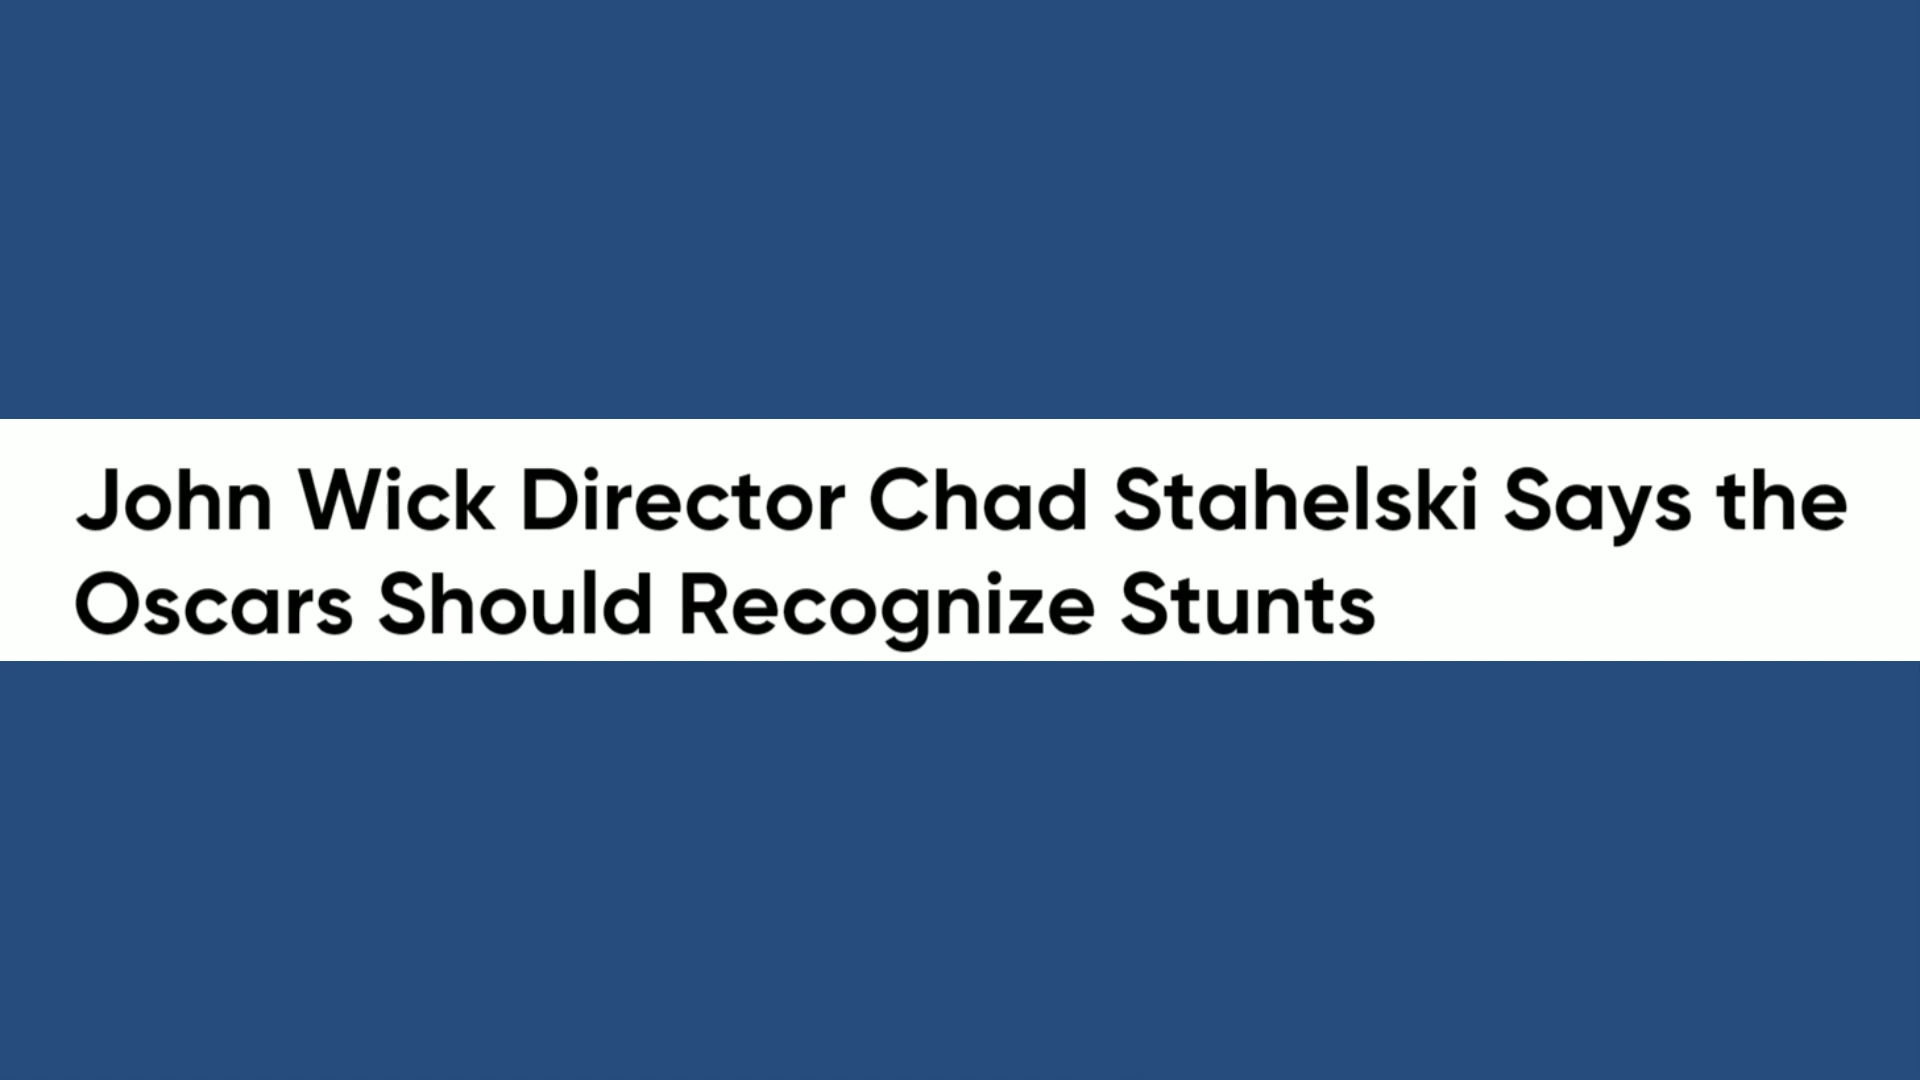 John Wick Director Chad Stahelski Says the
Oscars Should Recognize Stunts